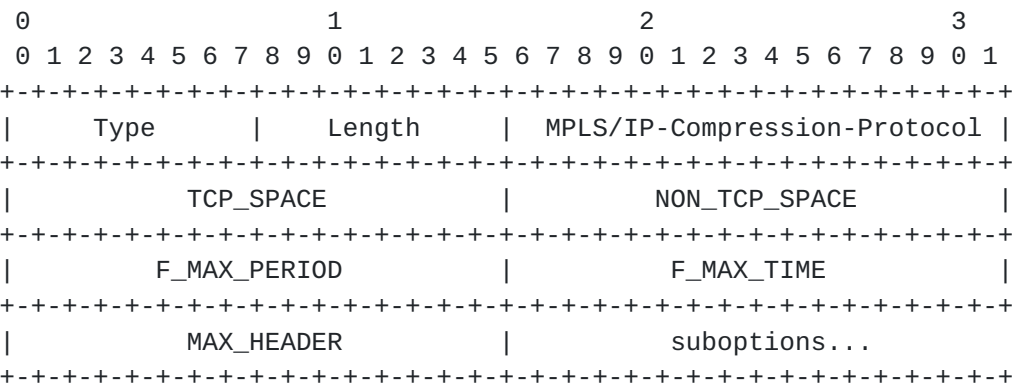 0                   1                   2                   3
 0 1 2 3 4 5 6 7 8 9 0 1 2 3 4 5 6 7 8 9 0 1 2 3 4 5 6 7 8 9 0 1
+-+-+-+-+-+-+-+-+-+-+-+-+-+-+-+-+-+-+-+-+-+-+-+-+-+-+-+-+-+-+-+-+
|     Type      |    Length     |  MPLS/IP-Compression-Protocol |
+-+-+-+-+-+-+-+-+-+-+-+-+-+-+-+-+-+-+-+-+-+-+-+-+-+-+-+-+-+-+-+-+
|           TCP_SPACE           |         NON_TCP_SPACE         |
+-+-+-+-+-+-+-+-+-+-+-+-+-+-+-+-+-+-+-+-+-+-+-+-+-+-+-+-+-+-+-+-+
|         F_MAX_PERIOD          |          F_MAX_TIME           |
+-+-+-+-+-+-+-+-+-+-+-+-+-+-+-+-+-+-+-+-+-+-+-+-+-+-+-+-+-+-+-+-+
|           MAX_HEADER          |          suboptions...
+-+-+-+-+-+-+-+-+-+-+-+-+-+-+-+-+-+-+-+-+-+-+-+-+-+-+-+-+-+-+-+-+